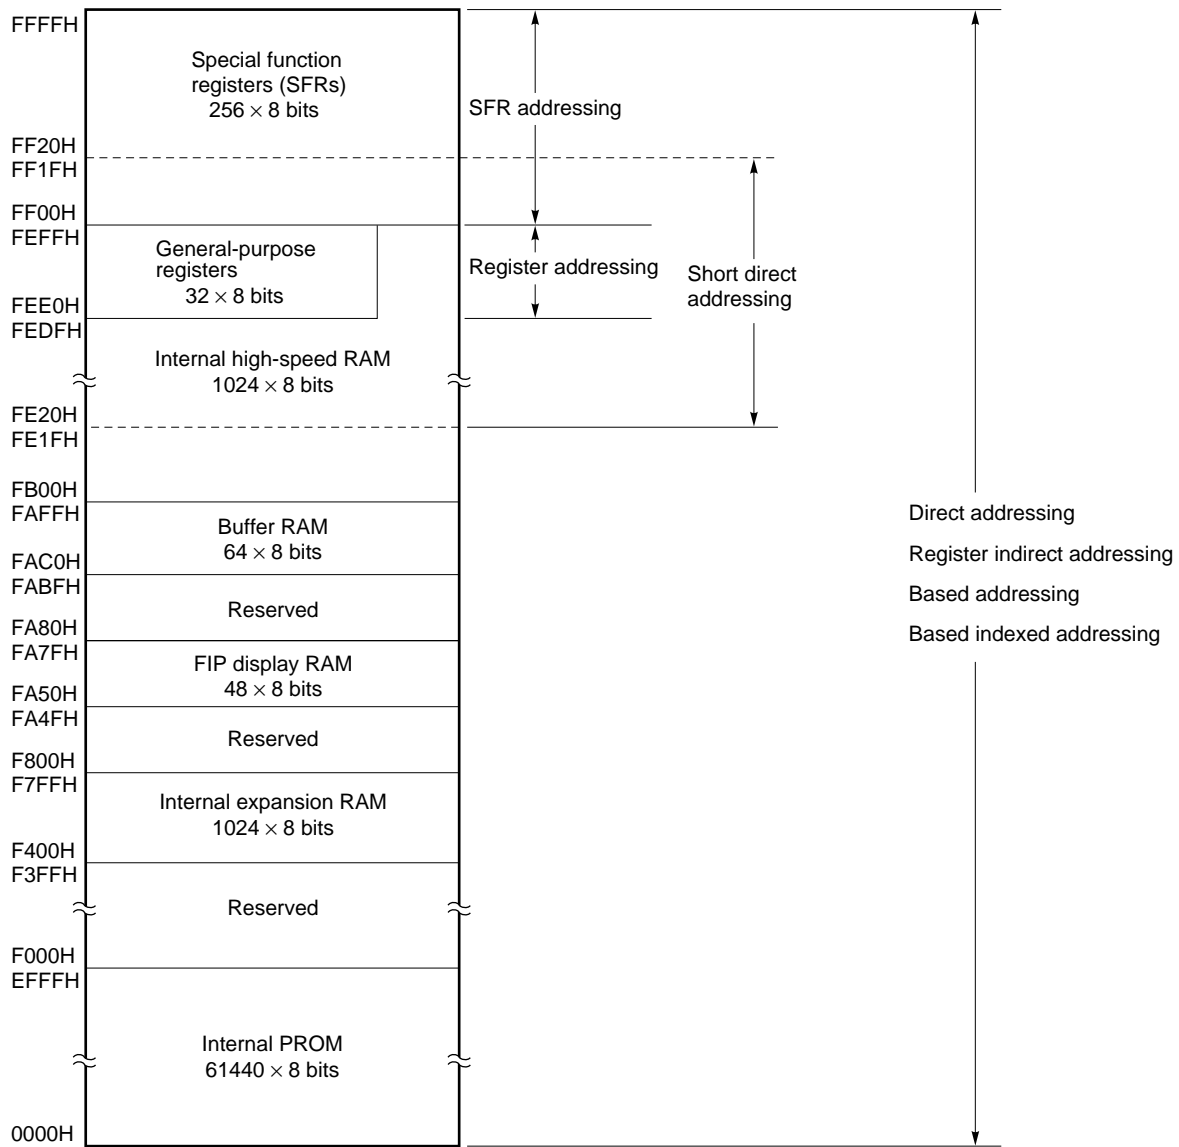 FFFFH
Special function
registers (SFRs)
256 × 8 bits
SFR addressing
FF20H
FF1FH
FF00H
FEFFH
General-purpose
registers
32 × 8 bits
Register addressing
Short direct
addressing
FEE0H
FEDFH
Internal high-speed RAM
1024 × 8 bits
FE20H
FE1FH
FB00H
FAFFH
Buffer RAM
64 × 8 bits
Direct addressing
Register indirect addressing
Based addressing
Based indexed addressing
FAC0H
FABFH
Reserved
FA80H
FA7FH
FIP display RAM
48 × 8 bits
FA50H
FA4FH
Reserved
F800H
F7FFH
Internal expansion RAM
1024 × 8 bits
F400H
F3FFH
Reserved
F000H
EFFFH
Internal PROM
61440 × 8 bits
0000H